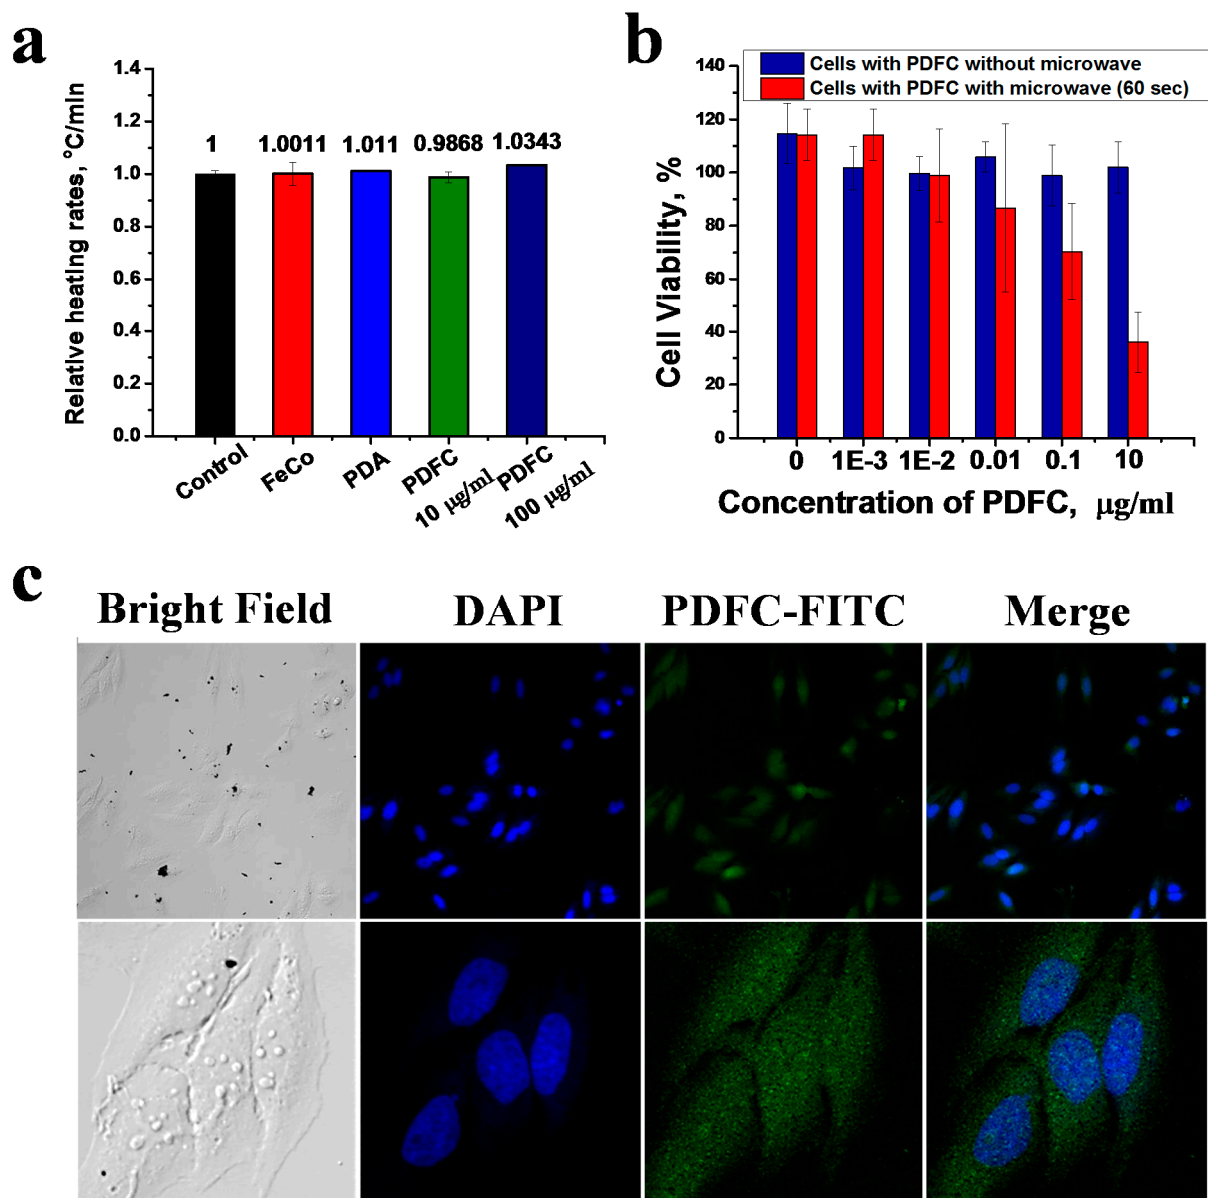 a
1.4
1.2
1.0
0.8
0.6
0.4
0.2
0.0
Relative heating rates, °C/min
1
1.0011
1.011
0.9868
1.0343
Control
FeCo
PDA
PDFC
10 μg/ml
PDFC
100 μg/ml
b
Cells with PDFC without microwave
Cells with PDFC with microwave (60 sec)
140
120
100
80
60
40
20
0
Cell Viability, %
0 1E-3 1E-2 0.01 0.1 10
Concentration of PDFC, μg/ml
c
Bright Field DAPI PDFC-FITC Merge